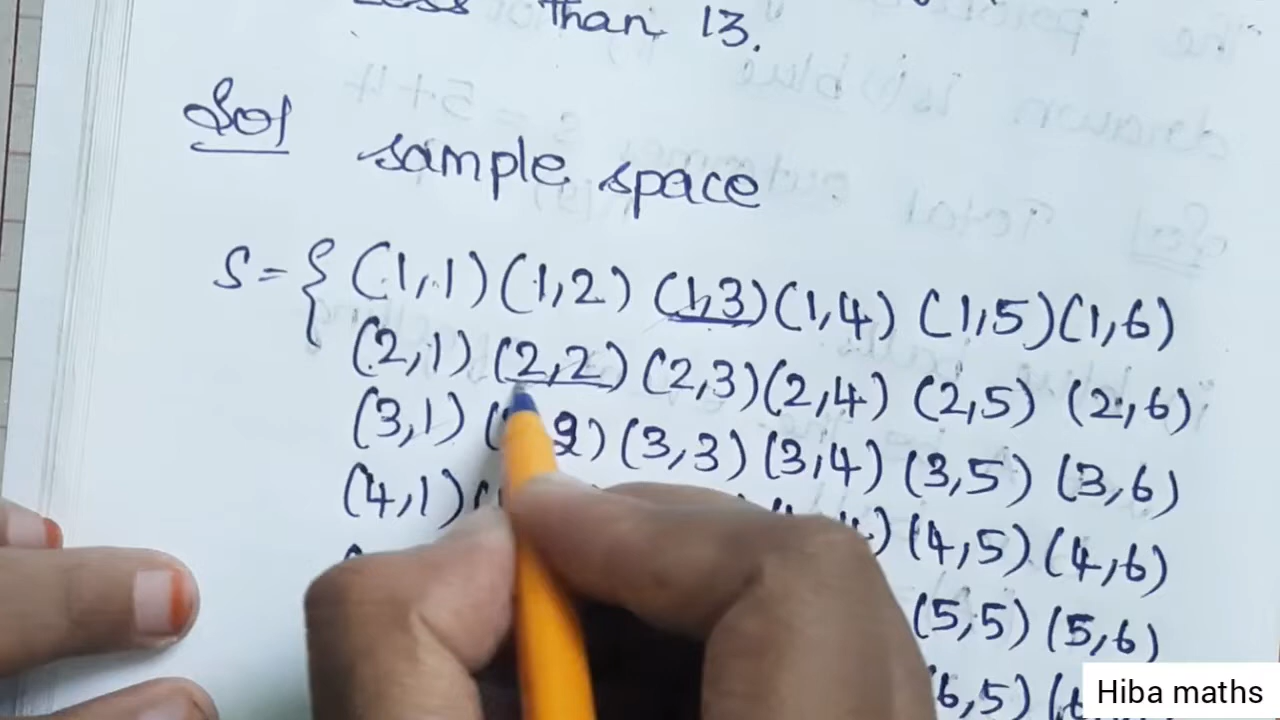 Less than 13.
Sol
sample space
S = { (1,1) (1,2) (1,3) (1,4) (1,5) (1,6)
(2,1) (2,2) (2,3) (2,4) (2,5) (2,6)
(3,1) 2) (3,3) (3,4) (3,5) (3,6)
(4,1) (4,5) (4,6)
(5,5) (5,6)
6,5)
Hiba maths